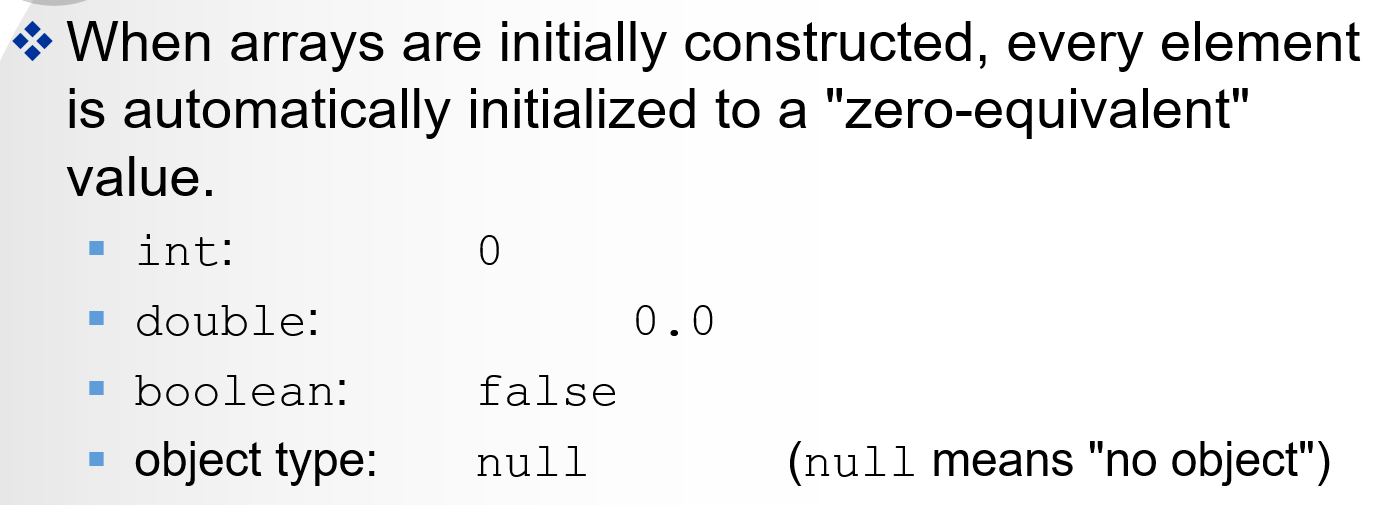 When arrays are initially constructed, every element
is automatically initialized to a "zero-equivalent"
value.
int: 0
double: 0.0
boolean: false
object type: null (null means "no object")